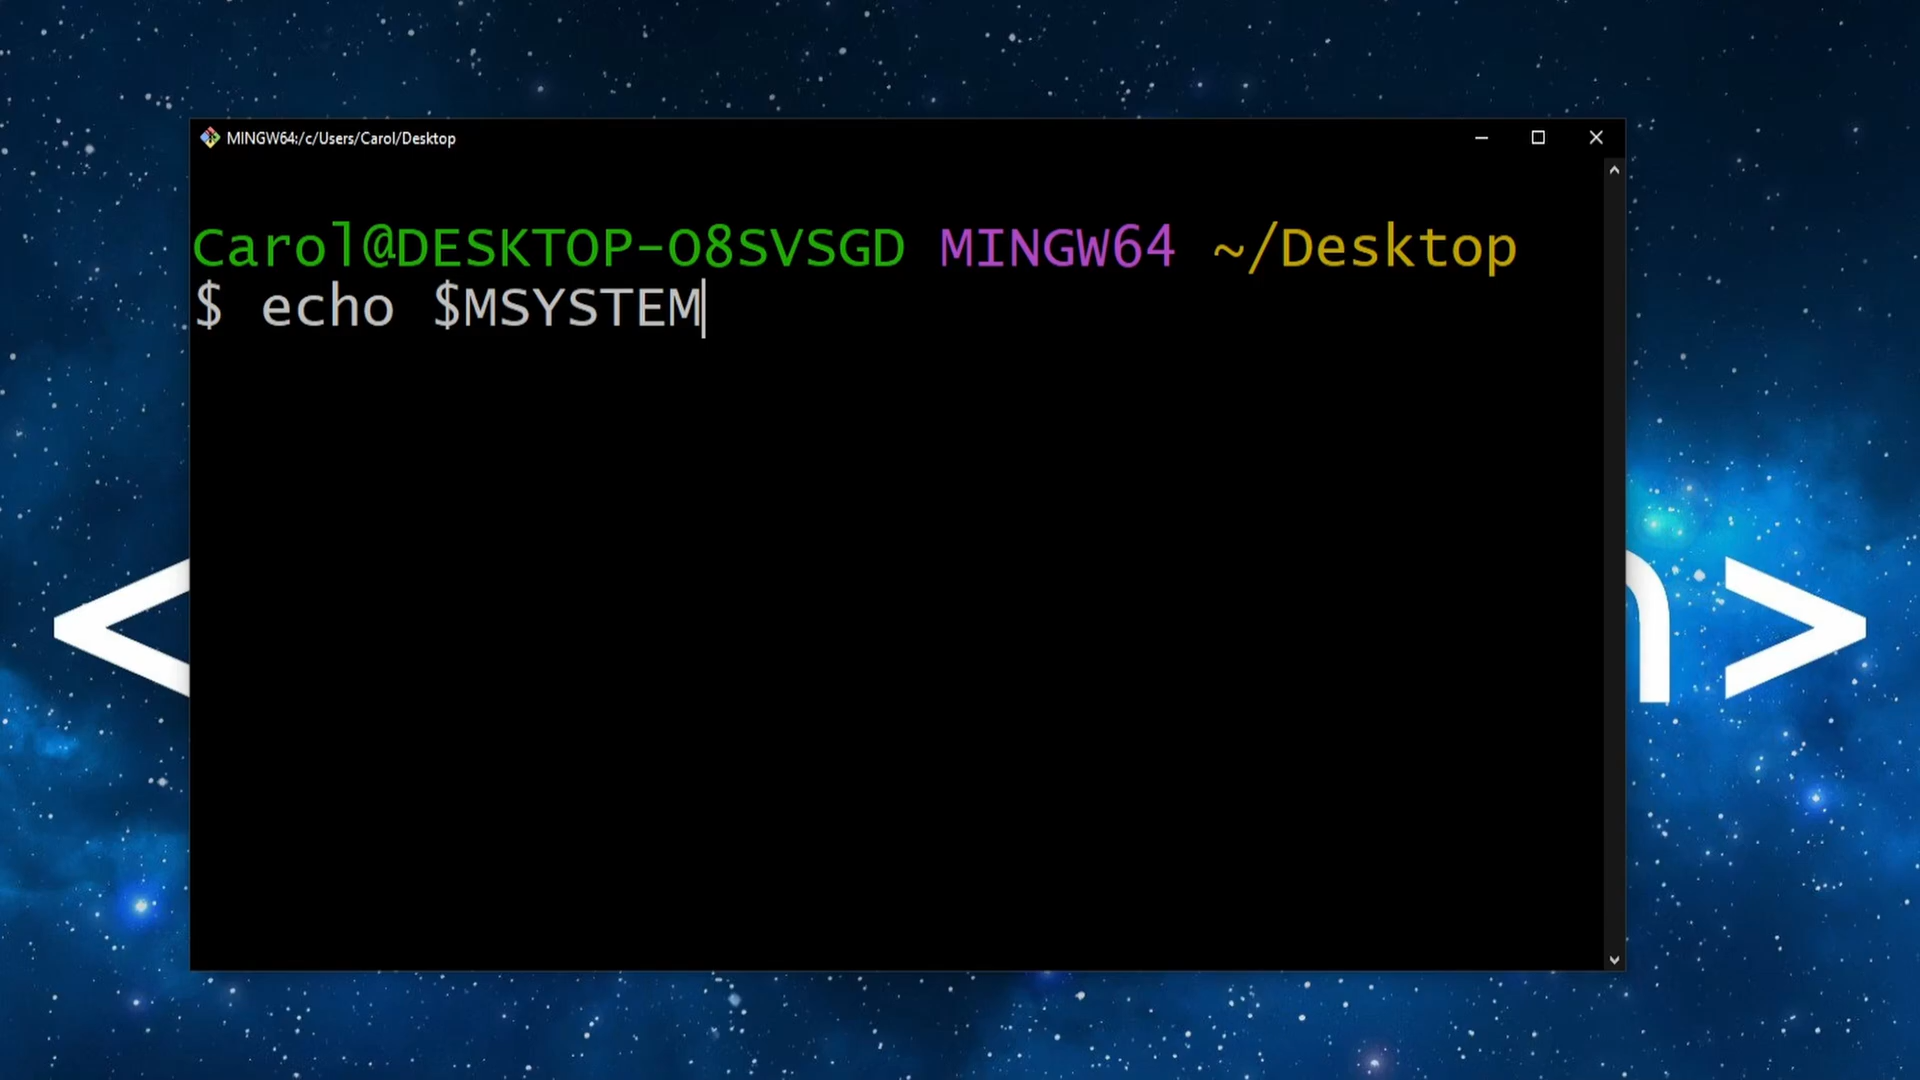 MINGW64:/c/Users/Carol/Desktop
Carol@DESKTOP-O8SVSGD MINGW64 ~/Desktop
$ echo $MSYSTEM
< n>